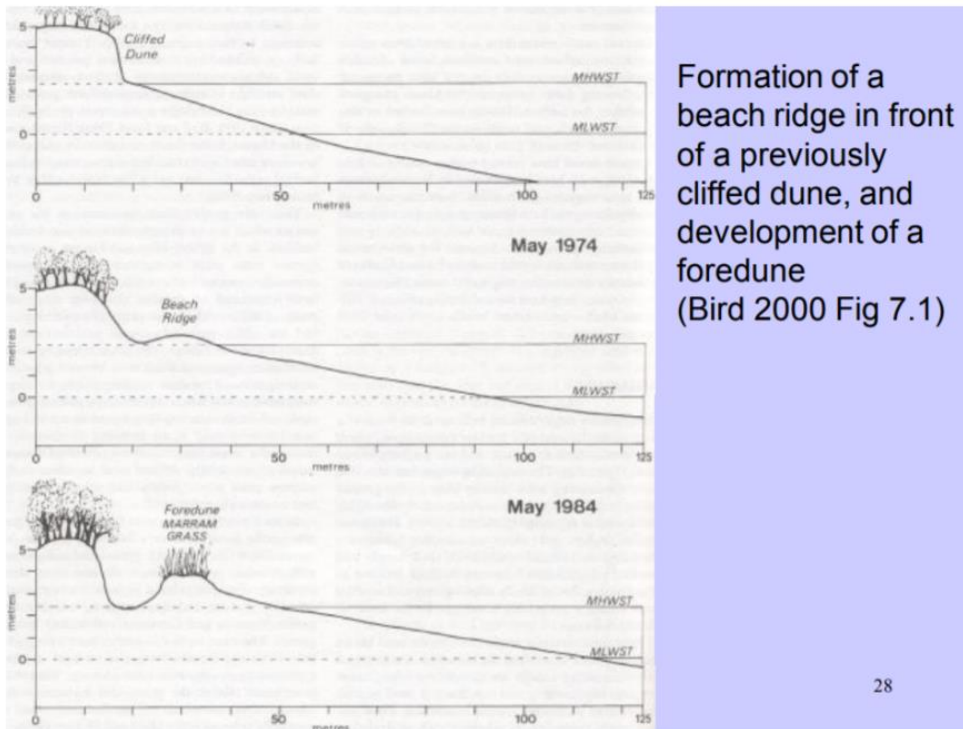 5
Cliffed
Dune
metres
MHWST
0
MLWST
0
50
100
125
metres
May 1974
5
Beach
Ridge
metres
MHWST
0
MLWST
0
50
100
125
metres
May 1984
Foredune
MARRAM
GRASS
5
metres
MHWST
0
MLWST
0
50
100
125
metres
Formation of a
beach ridge in front
of a previously
cliffed dune, and
development of a
foredune
(Bird 2000 Fig 7.1)
28